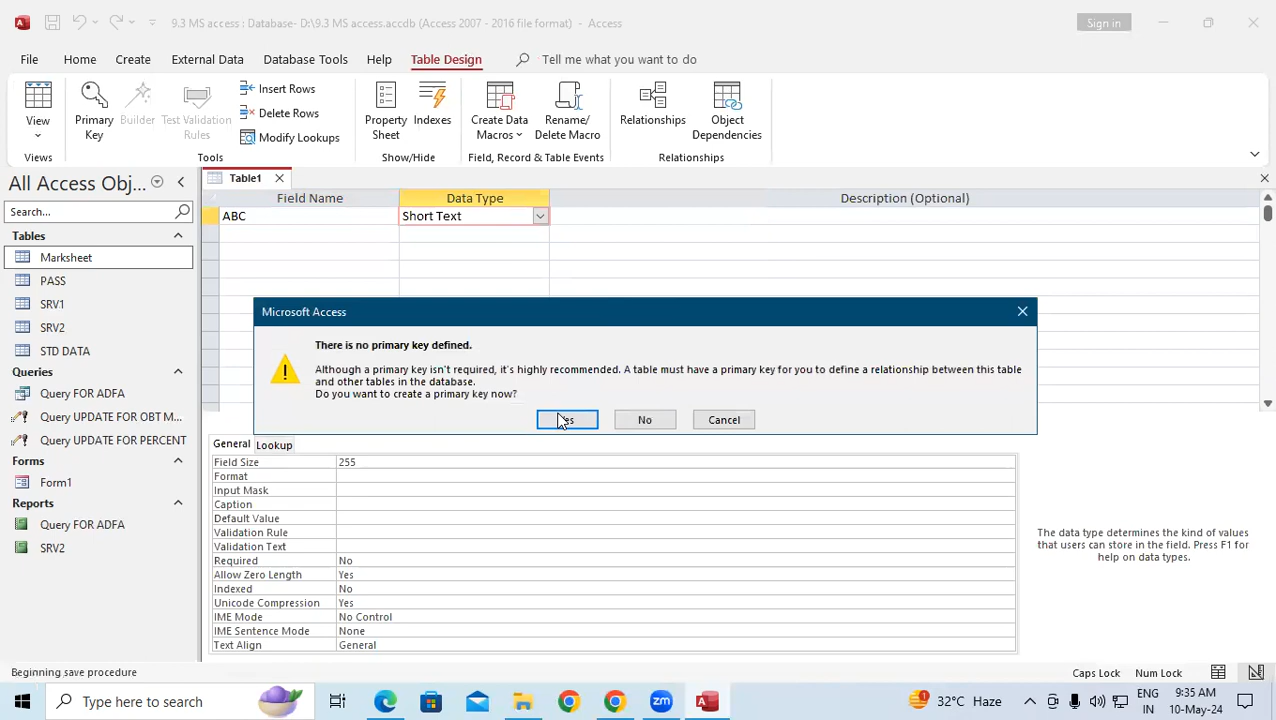 9.3 MS access : Database- D:\9.3 MS access.accdb (Access 2007 - 2016 file format) - Access
Sign in
File Home Create External Data Database Tools Help Table Design Tell me what you want to do
View
Primary Key
Builder
Test Validation Rules
Insert Rows
Delete Rows
Modify Lookups
Property Sheet
Indexes
Create Data Macros
Rename/ Delete Macro
Relationships
Object Dependencies
Views Tools Show/Hide Field, Record & Table Events Relationships
All Access Obj...
Search...
Tables
Marksheet
PASS
SRV1
SRV2
STD DATA
Queries
Query FOR ADFA
Query UPDATE FOR OBT M...
Query UPDATE FOR PERCENT
Forms
Form1
Reports
Query FOR ADFA
SRV2
Table1
Field Name Data Type Description (Optional)
ABC Short Text
Microsoft Access
There is no primary key defined.
Although a primary key isn't required, it's highly recommended. A table must have a primary key for you to define a relationship between this table
and other tables in the database.
Do you want to create a primary key now?
Yes No Cancel
General Lookup
Field Size 255
Format
Input Mask
Caption
Default Value
Validation Rule
Validation Text
Required No
Allow Zero Length Yes
Indexed No
Unicode Compression Yes
IME Mode No Control
IME Sentence Mode None
Text Align General
The data type determines the kind of values
that users can store in the field. Press F1 for
help on data types.
Beginning save procedure
Caps Lock Num Lock
Type here to search
zm
32°C Haze
ENG
IN
9:35 AM
10-May-24